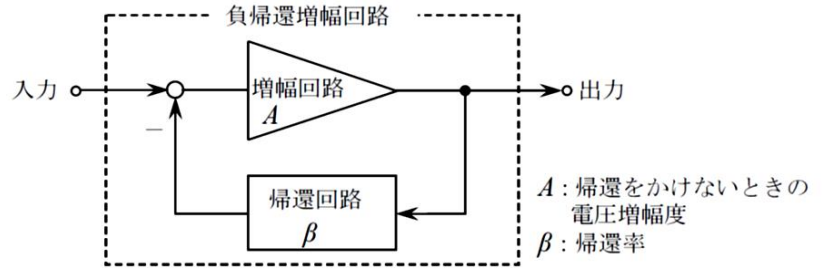 負帰還増幅回路
入力
増幅回路
A
出力
−
帰還回路
β
A：帰還をかけないときの
電圧増幅度
β：帰還率